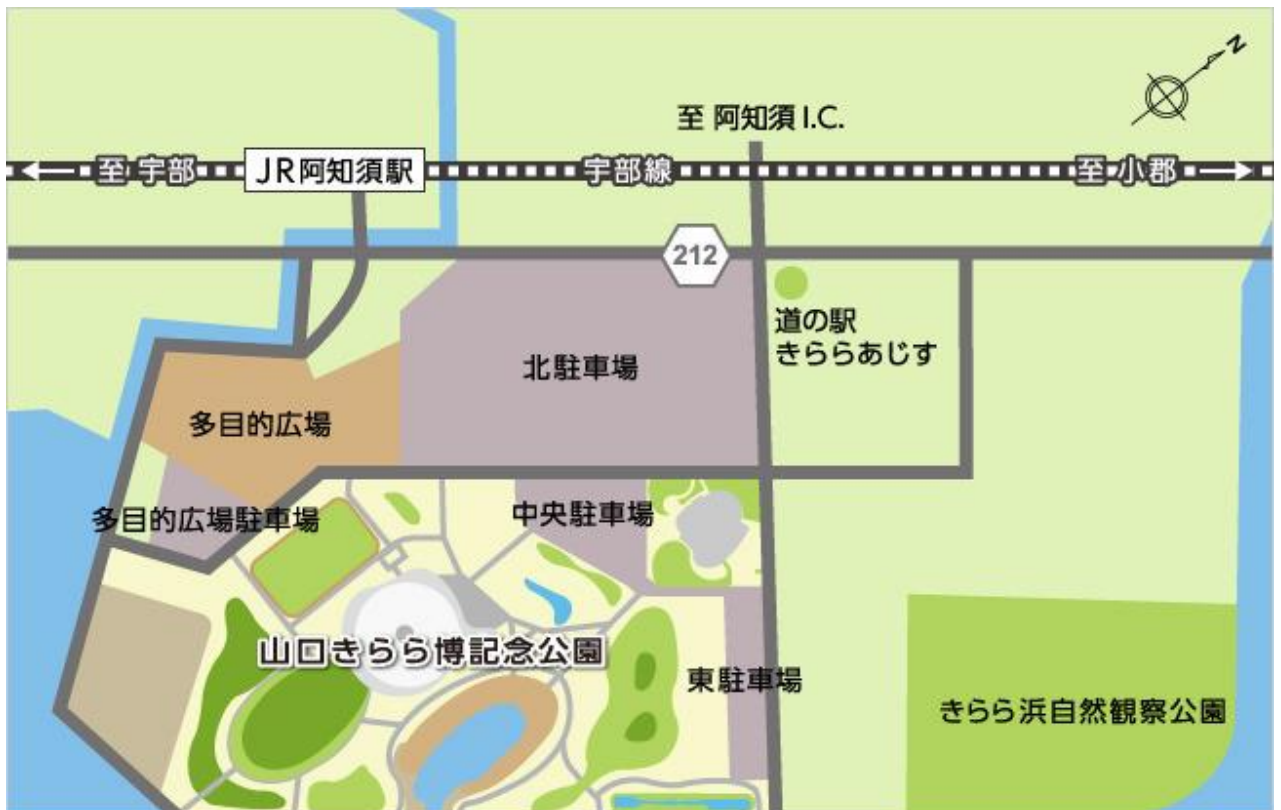 N
至 阿知須 I.C.
至 宇部
JR阿知須駅
宇部線
至 小郡
212
道の駅
きららあじす
北駐車場
多目的広場
多目的広場駐車場
中央駐車場
山口きらら博記念公園
東駐車場
きらら浜自然観察公園